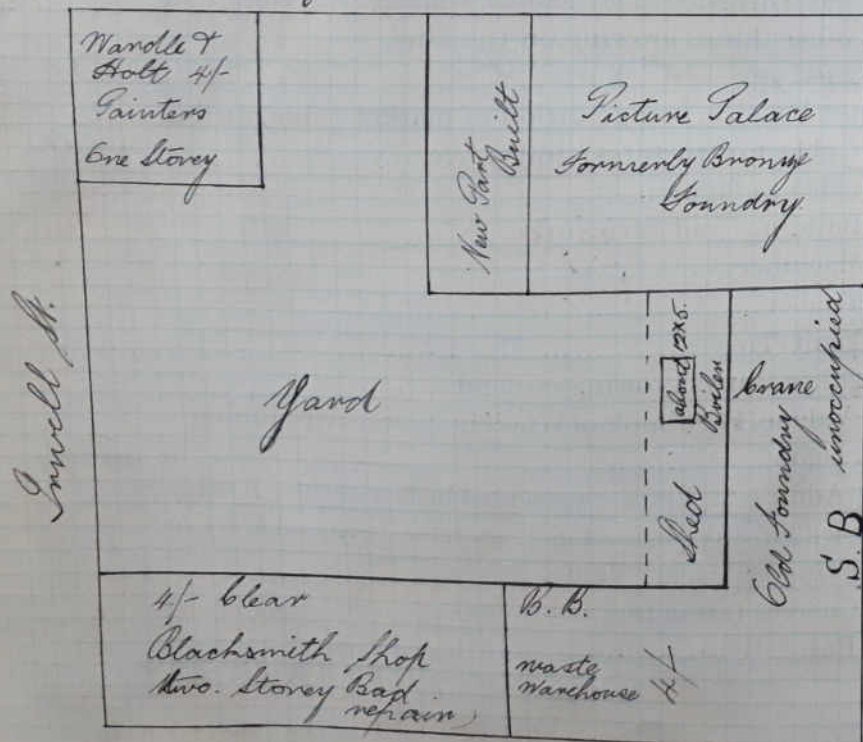 Wardle &
Holt 4/-
Painters
One Storey
New Part
Built
Picture Palace
Formerly Bronze
Foundry
Irwell St.
Yard
about 12x5.
Boiler
Shed
Crane
Old Foundry
unoccupied
S. B
4/- Clear
Blacksmith Shop
two. Storey Bad
repair
B. B.
waste
Warehouse 4/-